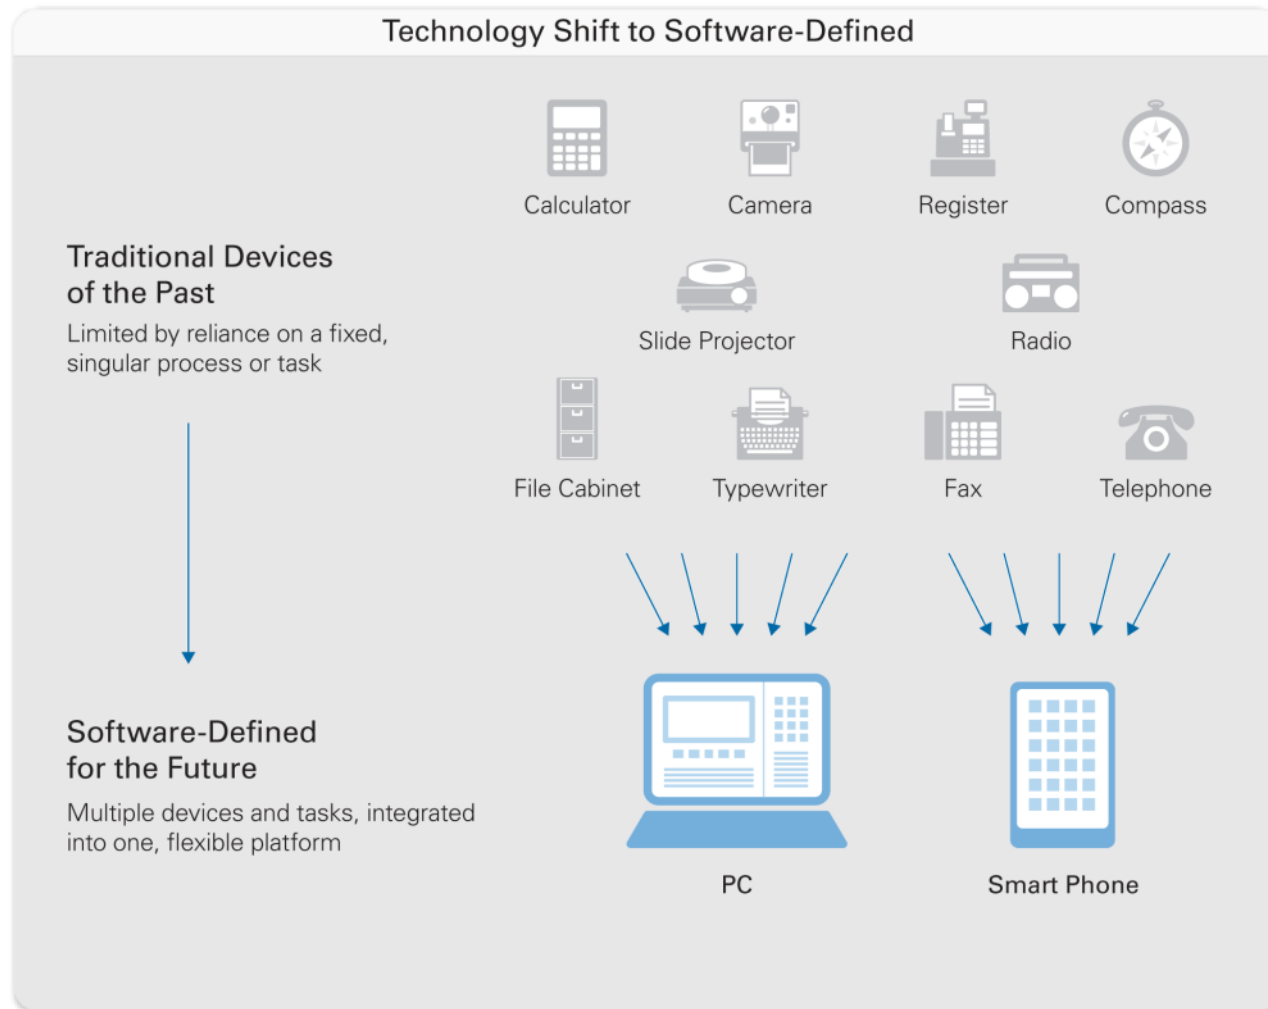 Technology Shift to Software-Defined
Calculator
Camera
Register
Compass
Traditional Devices
of the Past
Limited by reliance on a fixed,
singular process or task
Slide Projector
Radio
File Cabinet
Typewriter
Fax
Telephone
Software-Defined
for the Future
Multiple devices and tasks, integrated
into one, flexible platform
PC
Smart Phone